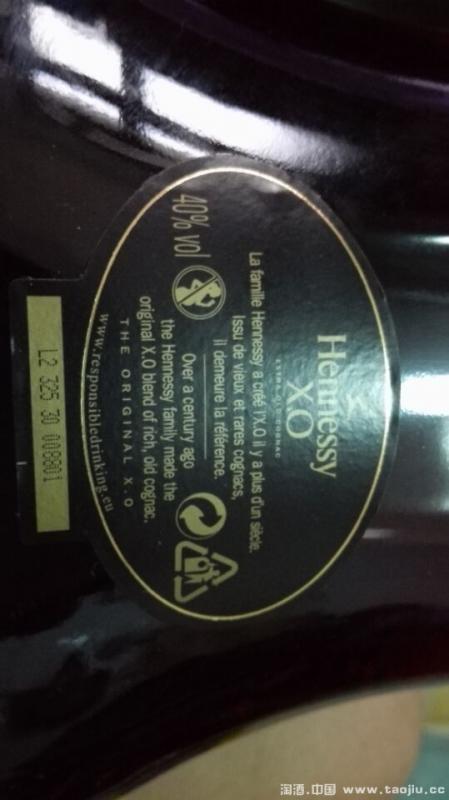 Hennessy
X.O
EXTRA OLD COGNAC
La famille Hennessy a créé l'X.O il y a plus d'un siècle.
Issu de vieux et rares cognacs,
il demeure la référence.
40% vol
Over a century ago
the Hennessy family made the
original X.O blend of rich, old cognac.
THE ORIGINAL X.O
www.responsibledrinking.eu
L2 325 30 008801
淘酒.中国 www.taojiu.cc